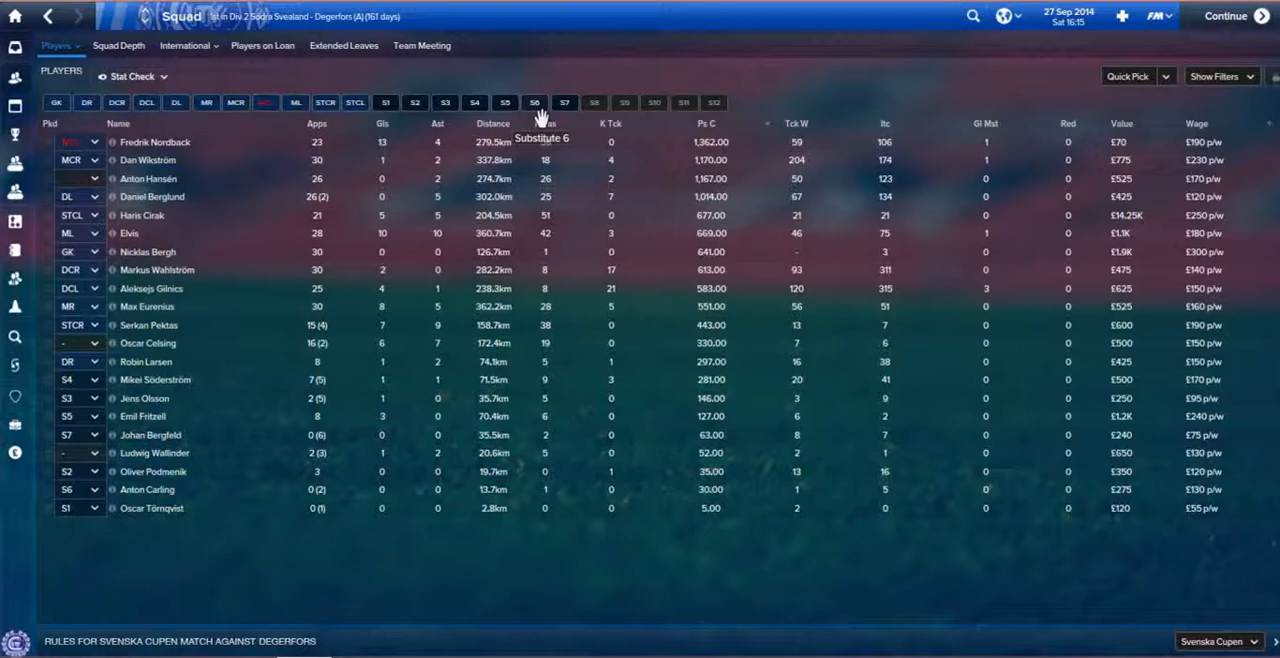 Squad 1st in Div 2 Södra Svealand - Degerfors (A) (161 days) 27 Sep 2014 Sat 16:15 FM Continue
Players Squad Depth International Players on Loan Extended Leaves Team Meeting
PLAYERS Stat Check Quick Pick Show Filters
GK DR DCR DCL DL MR MCR ML STCR STCL S1 S2 S3 S4 S5 S6 S7 S8 S9 S10 S11 S12
Pkd Name Apps Gls Ast Distance K Tck Ps C Tck W Itc Gl Mst Red Value Wage
Substitute 6
Fredrik Nordback 23 13 4 279.5km 0 1,362.00 59 106 1 0 £70 £190 p/w
MCR Dan Wikström 30 1 2 337.8km 18 4 1,170.00 204 174 1 0 £775 £230 p/w
Anton Hansén 26 0 2 274.7km 26 2 1,167.00 50 123 0 0 £525 £170 p/w
DL Daniel Berglund 26 (2) 0 5 302.0km 25 7 1,014.00 67 134 0 0 £425 £120 p/w
STCL Haris Cirak 21 5 5 204.5km 51 0 677.00 21 21 0 0 £14.25K £250 p/w
ML Elvis 28 10 10 360.7km 42 3 669.00 46 75 1 0 £1.1K £180 p/w
GK Nicklas Bergh 30 0 0 126.7km 1 0 641.00 - 3 0 0 £1.9K £300 p/w
DCR Markus Wahlström 30 2 0 282.2km 8 17 613.00 93 311 0 0 £475 £140 p/w
DCL Aleksejs Gilnics 25 4 1 238.3km 8 21 583.00 120 315 3 0 £625 £150 p/w
MR Max Eurenius 30 8 5 362.2km 28 5 551.00 56 51 0 0 £525 £160 p/w
STCR Serkan Pektas 15 (4) 7 9 158.7km 38 0 443.00 13 7 0 0 £600 £190 p/w
- Oscar Celsing 16 (2) 6 7 172.4km 19 0 330.00 7 6 0 0 £500 £150 p/w
DR Robin Larsen 8 1 2 74.1km 5 1 297.00 16 38 0 0 £425 £150 p/w
S4 Mikei Söderström 7 (5) 1 1 71.5km 9 3 281.00 20 41 0 0 £500 £170 p/w
S3 Jens Olsson 2 (5) 1 0 35.7km 5 0 146.00 3 9 0 0 £250 £95 p/w
S5 Emil Fritzell 8 3 0 70.4km 6 0 127.00 6 2 0 0 £1.2K £240 p/w
S7 Johan Bergfeld 0 (6) 0 0 35.5km 2 0 63.00 8 7 0 0 £240 £75 p/w
- Ludwig Wallinder 2 (3) 1 2 20.6km 5 0 52.00 2 1 0 0 £650 £130 p/w
S2 Oliver Podmenik 3 0 0 19.7km 0 1 35.00 13 16 0 0 £350 £120 p/w
S6 Anton Carling 0 (2) 0 0 13.7km 1 0 30.00 1 5 0 0 £275 £130 p/w
S1 Oscar Törnqvist 0 (1) 0 0 2.8km 0 0 5.00 2 0 0 0 £120 £55 p/w
RULES FOR SVENSKA CUPEN MATCH AGAINST DEGERFORS Svenska Cupen